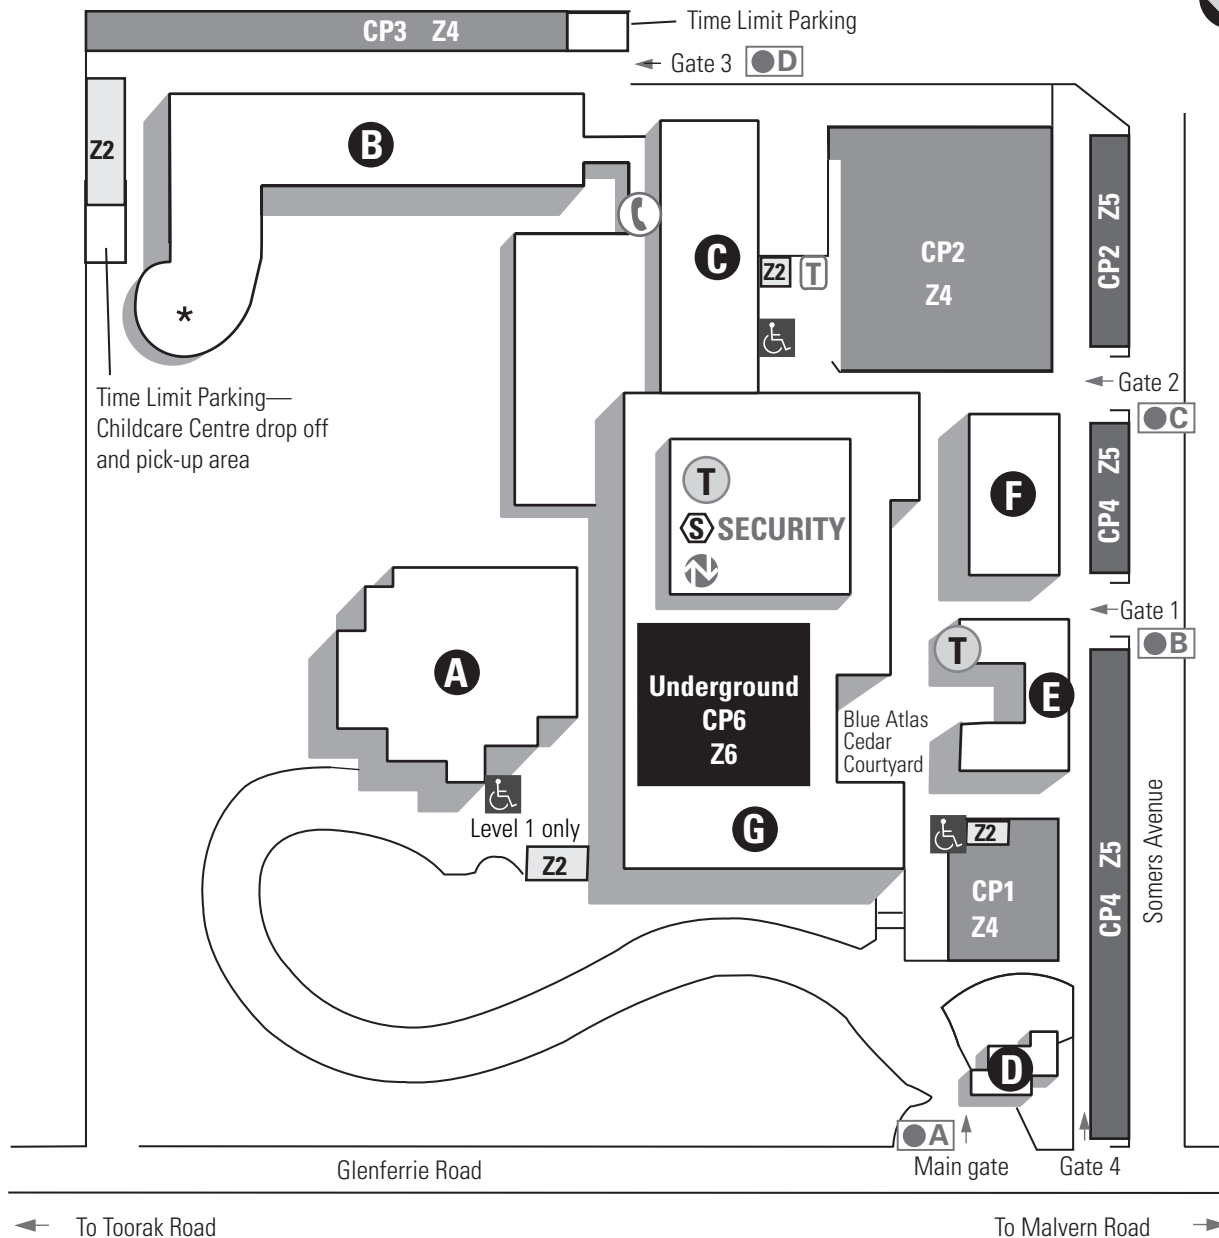 CP3 Z4
Time Limit Parking
Gate 3
D
Z2
B
C
Z2
T
CP2
Z4
CP2 Z5
*
Time Limit Parking—
Childcare Centre drop off
and pick-up area
Gate 2
C
T
S SECURITY
F
CP4 Z5
Gate 1
B
A
Underground
CP6
Z6
T
E
Blue Atlas
Cedar
Courtyard
Level 1 only
Z2
G
Z2
CP1
Z4
CP4 Z5
Somers Avenue
D
A
Main gate
Gate 4
Glenferrie Road
To Toorak Road
To Malvern Road